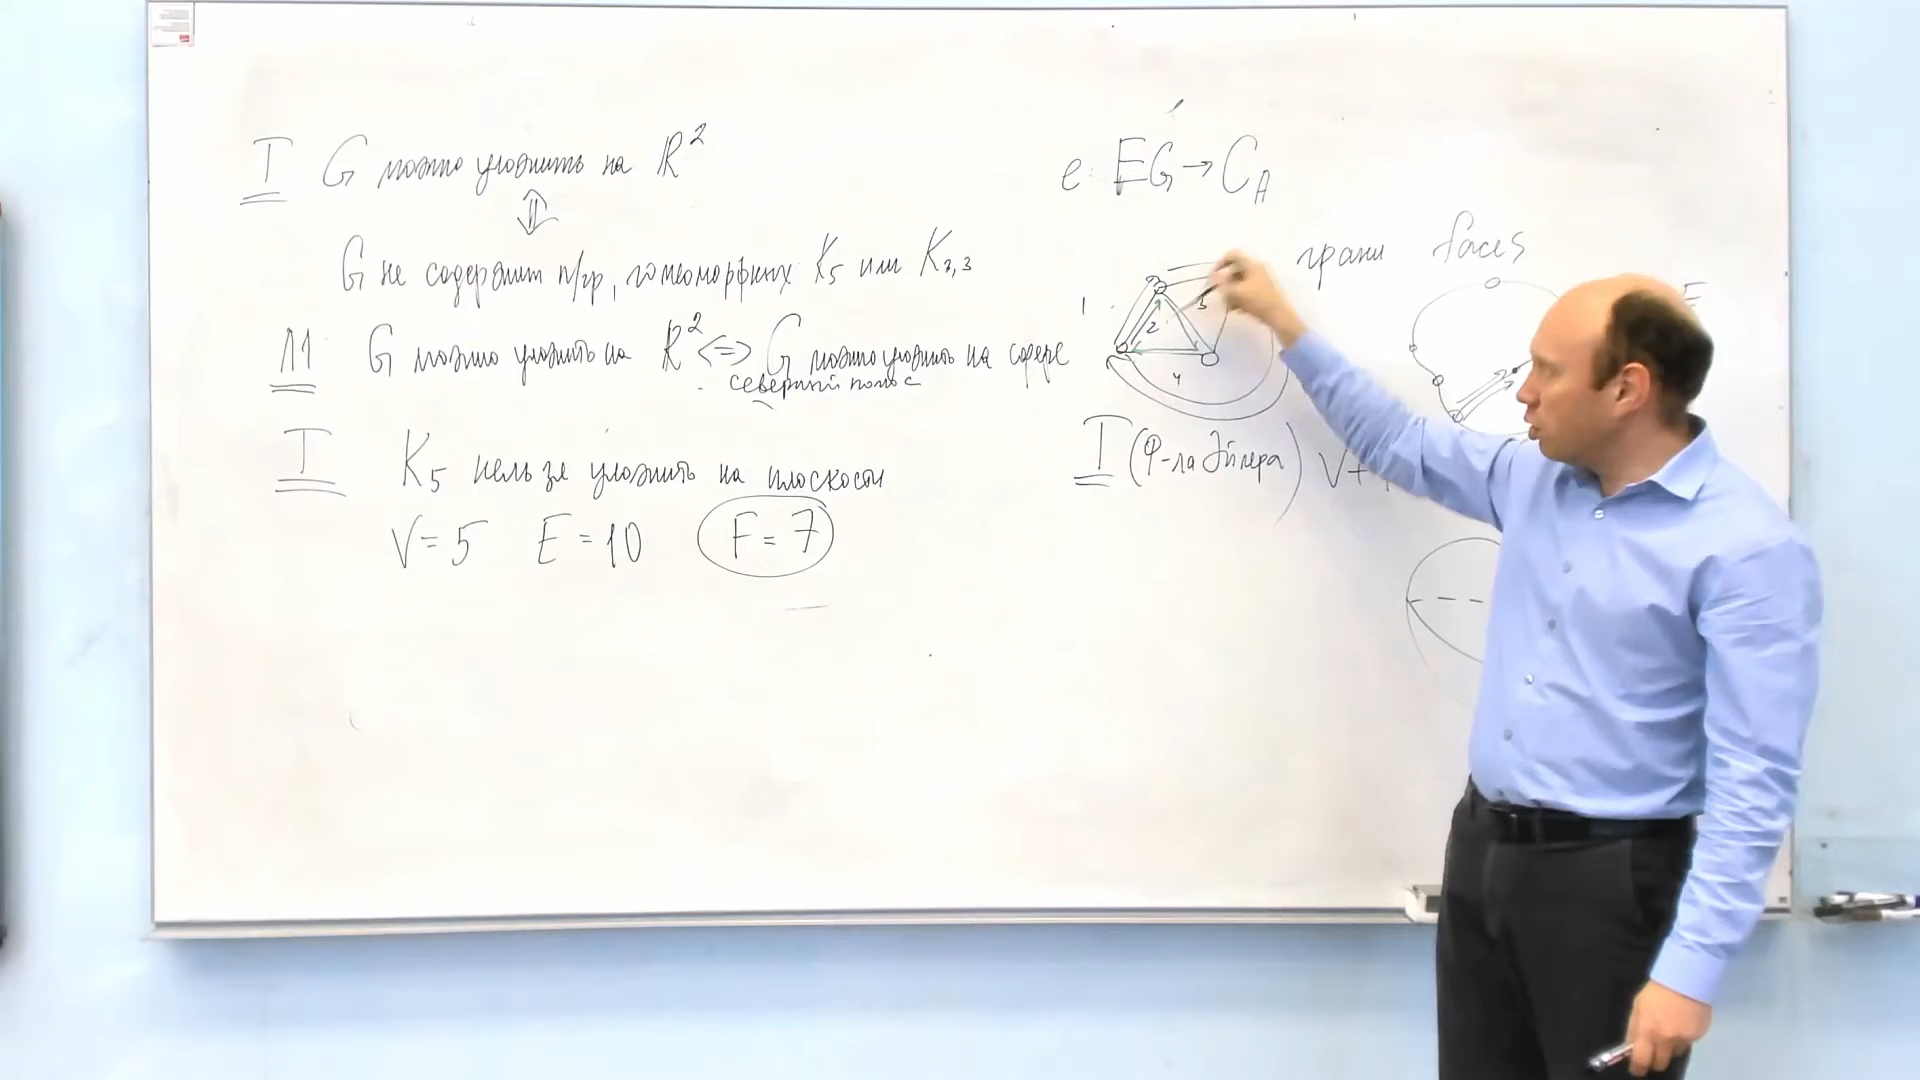 T G можно уложить на R²
⇕
G не содержит п/гр, гомеоморфных K₅ или K₃,₃
Л1 G можно уложить на R² <=> G можно уложить на сфере
северный полюс
T K₅ нельзя уложить на плоскости
V = 5 E = 10 F = 7
e: EG → C_A
грани faces
1 2 3
4
T (Ф-ла Эйлера) V +